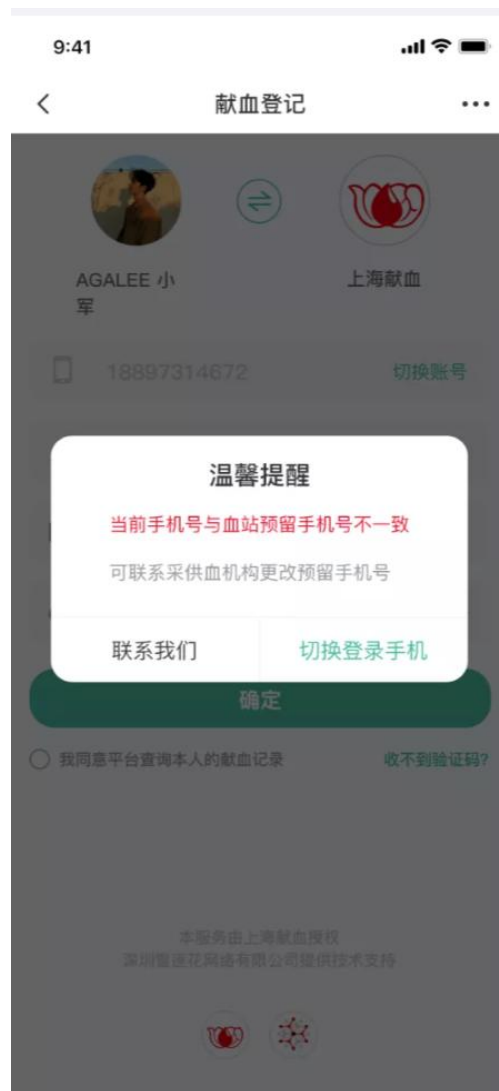 9:41
献血登记
AGALEE 小
军
上海献血
18897314672
切换账号
温馨提醒
当前手机号与血站预留手机号不一致
可联系采供血机构更改预留手机号
联系我们
切换登录手机
确定
我同意平台查询本人的献血记录
收不到验证码?
本服务由上海献血授权
深圳智莲花网络有限公司提供技术支持